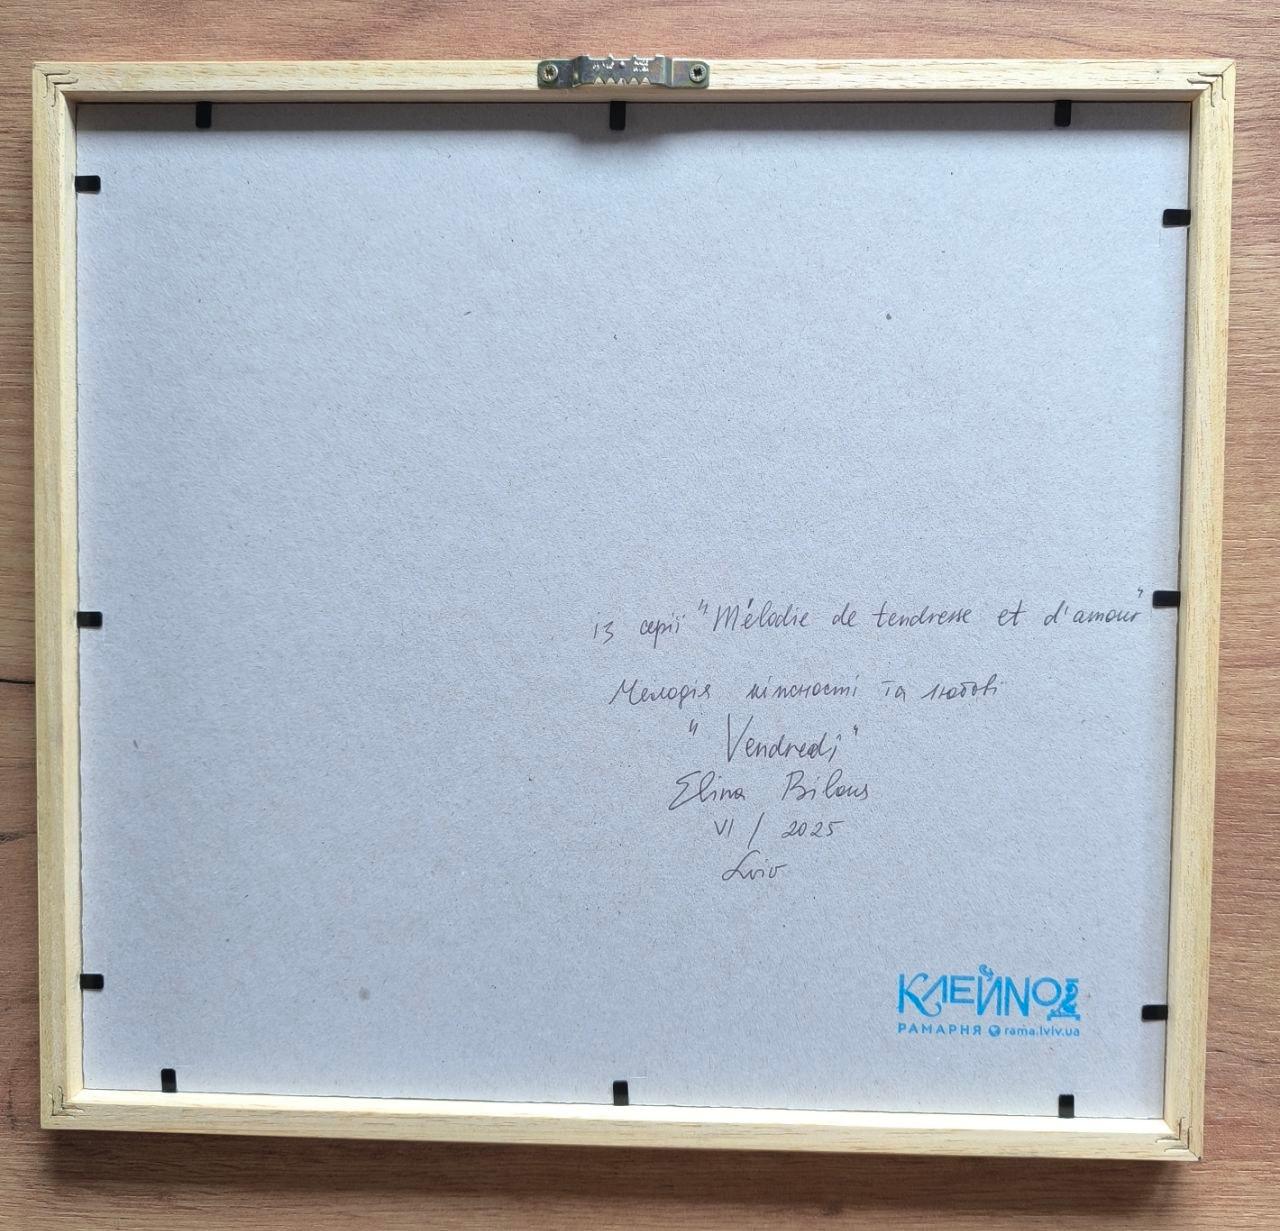 із серії "Mélodie de tendresse et d'amour"
Мелодія ніжності та любові
"Vendredi"
Elina Bilous
VI / 2025
Lviv
КЛЕЙNО
РАМАРНЯ rama.lviv.ua